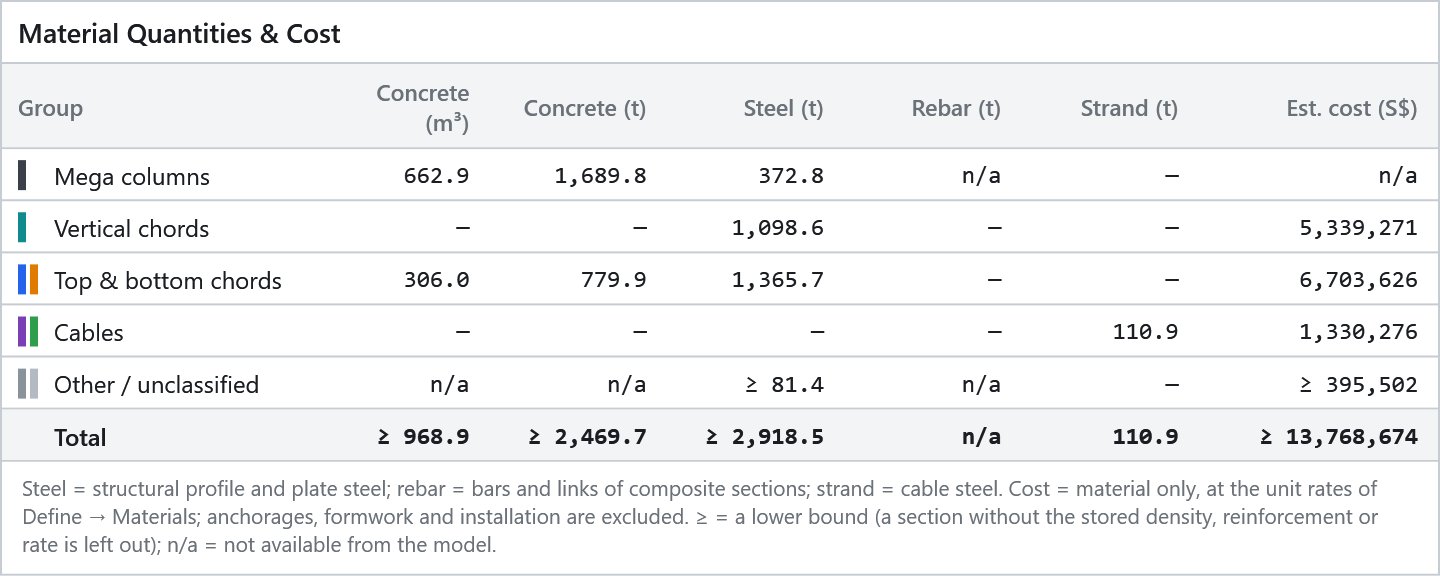 Material Quantities & Cost
Group Concrete (m³) Concrete (t) Steel (t) Rebar (t) Strand (t) Est. cost (S$)
Mega columns 662.9 1,689.8 372.8 n/a – n/a
Vertical chords – – 1,098.6 – – 5,339,271
Top & bottom chords 306.0 779.9 1,365.7 – – 6,703,626
Cables – – – – 110.9 1,330,276
Other / unclassified n/a n/a ≥ 81.4 n/a – ≥ 395,502
Total ≥ 968.9 ≥ 2,469.7 ≥ 2,918.5 n/a 110.9 ≥ 13,768,674
Steel = structural profile and plate steel; rebar = bars and links of composite sections; strand = cable steel. Cost = material only, at the unit rates of
Define → Materials; anchorages, formwork and installation are excluded. ≥ = a lower bound (a section without the stored density, reinforcement or
rate is left out); n/a = not available from the model.